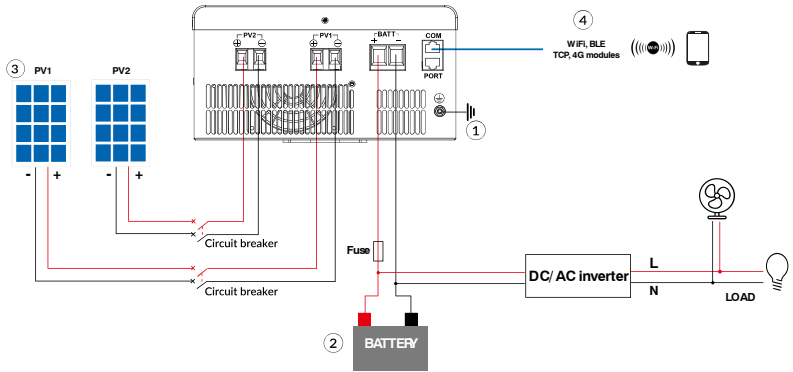 ④
WiFi, BLE
TCP, 4G modules
WiFi
PV2
PV1
BATT
+ −
COM
PORT
①
③
PV1
PV2
- +
- +
Circuit breaker
Circuit breaker
Fuse
DC/ AC inverter
L
N
LOAD
②
BATTERY